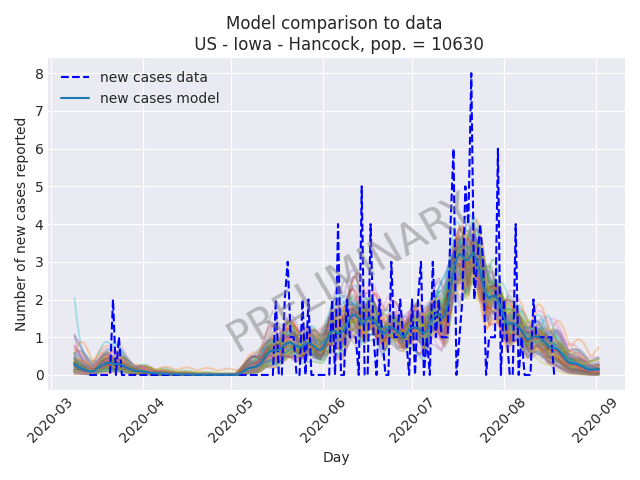 Model comparison to data
US - Iowa - Hancock, pop. = 10630
new cases data
new cases model
8
7
6
5
4
3
2
1
0
Number of new cases reported
PRELIMINARY
2020-03
2020-04
2020-05
2020-06
2020-07
2020-08
2020-09
Day